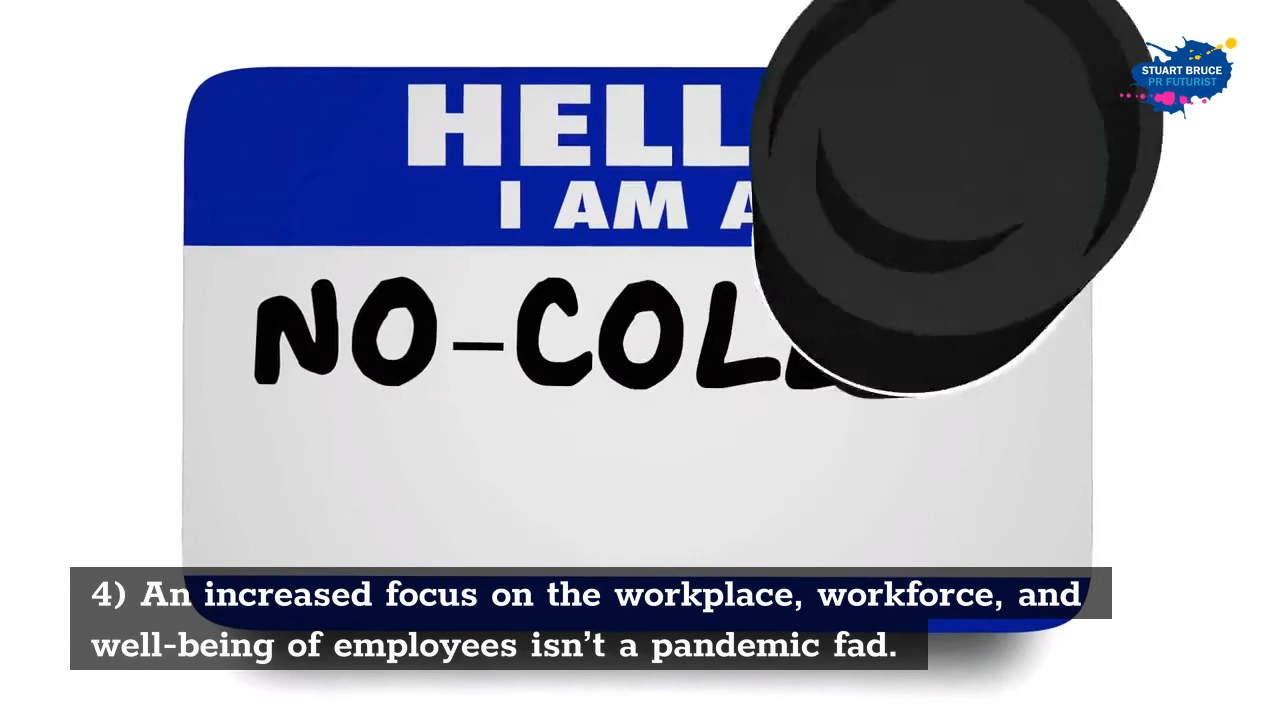 HELL
I AM A
NO-COL
STUART BRUCE
PR FUTURIST
4) An increased focus on the workplace, workforce, and
well-being of employees isn’t a pandemic fad.